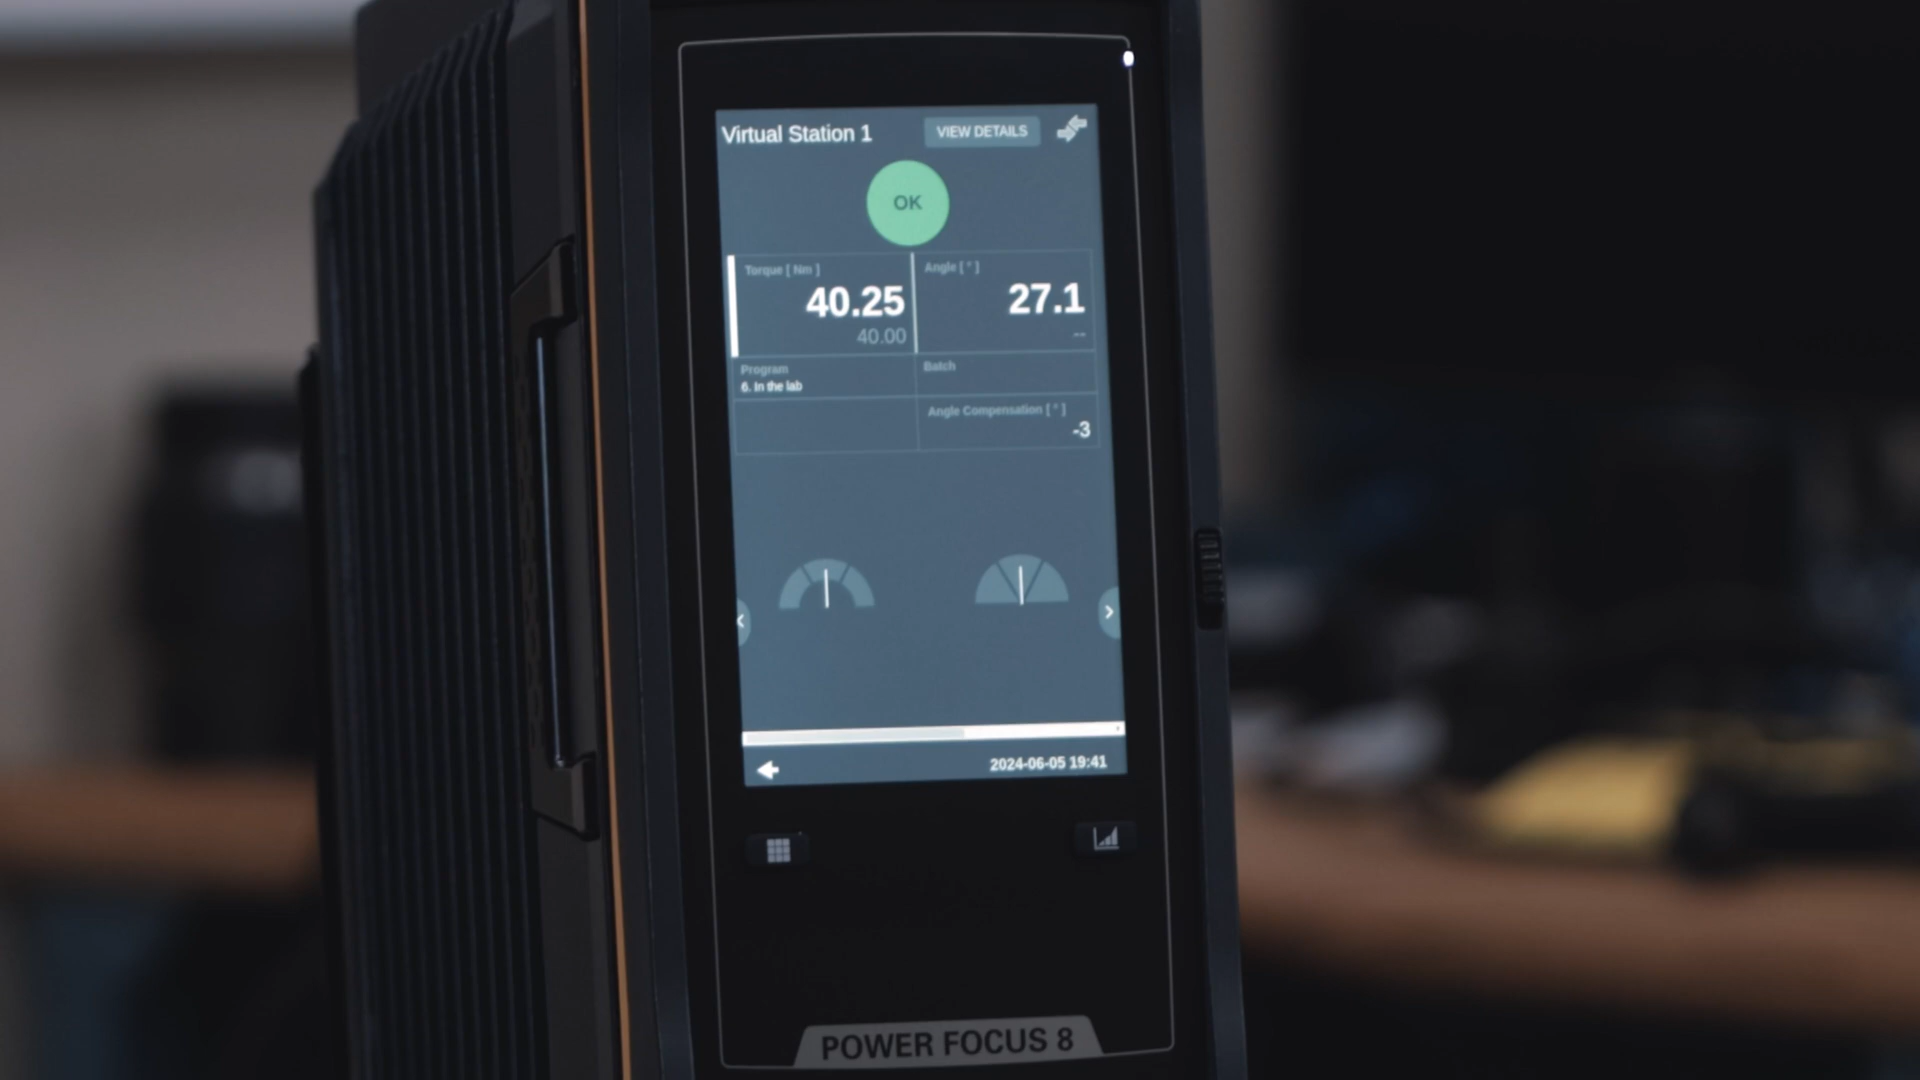 Virtual Station 1
VIEW DETAILS
OK
Torque [ Nm ]
40.25
40.00
Angle [ ° ]
27.1
--
Program
6. In the lab
Batch
Angle Compensation [ ° ]
-3
2024-06-05 19:41
POWER FOCUS 8